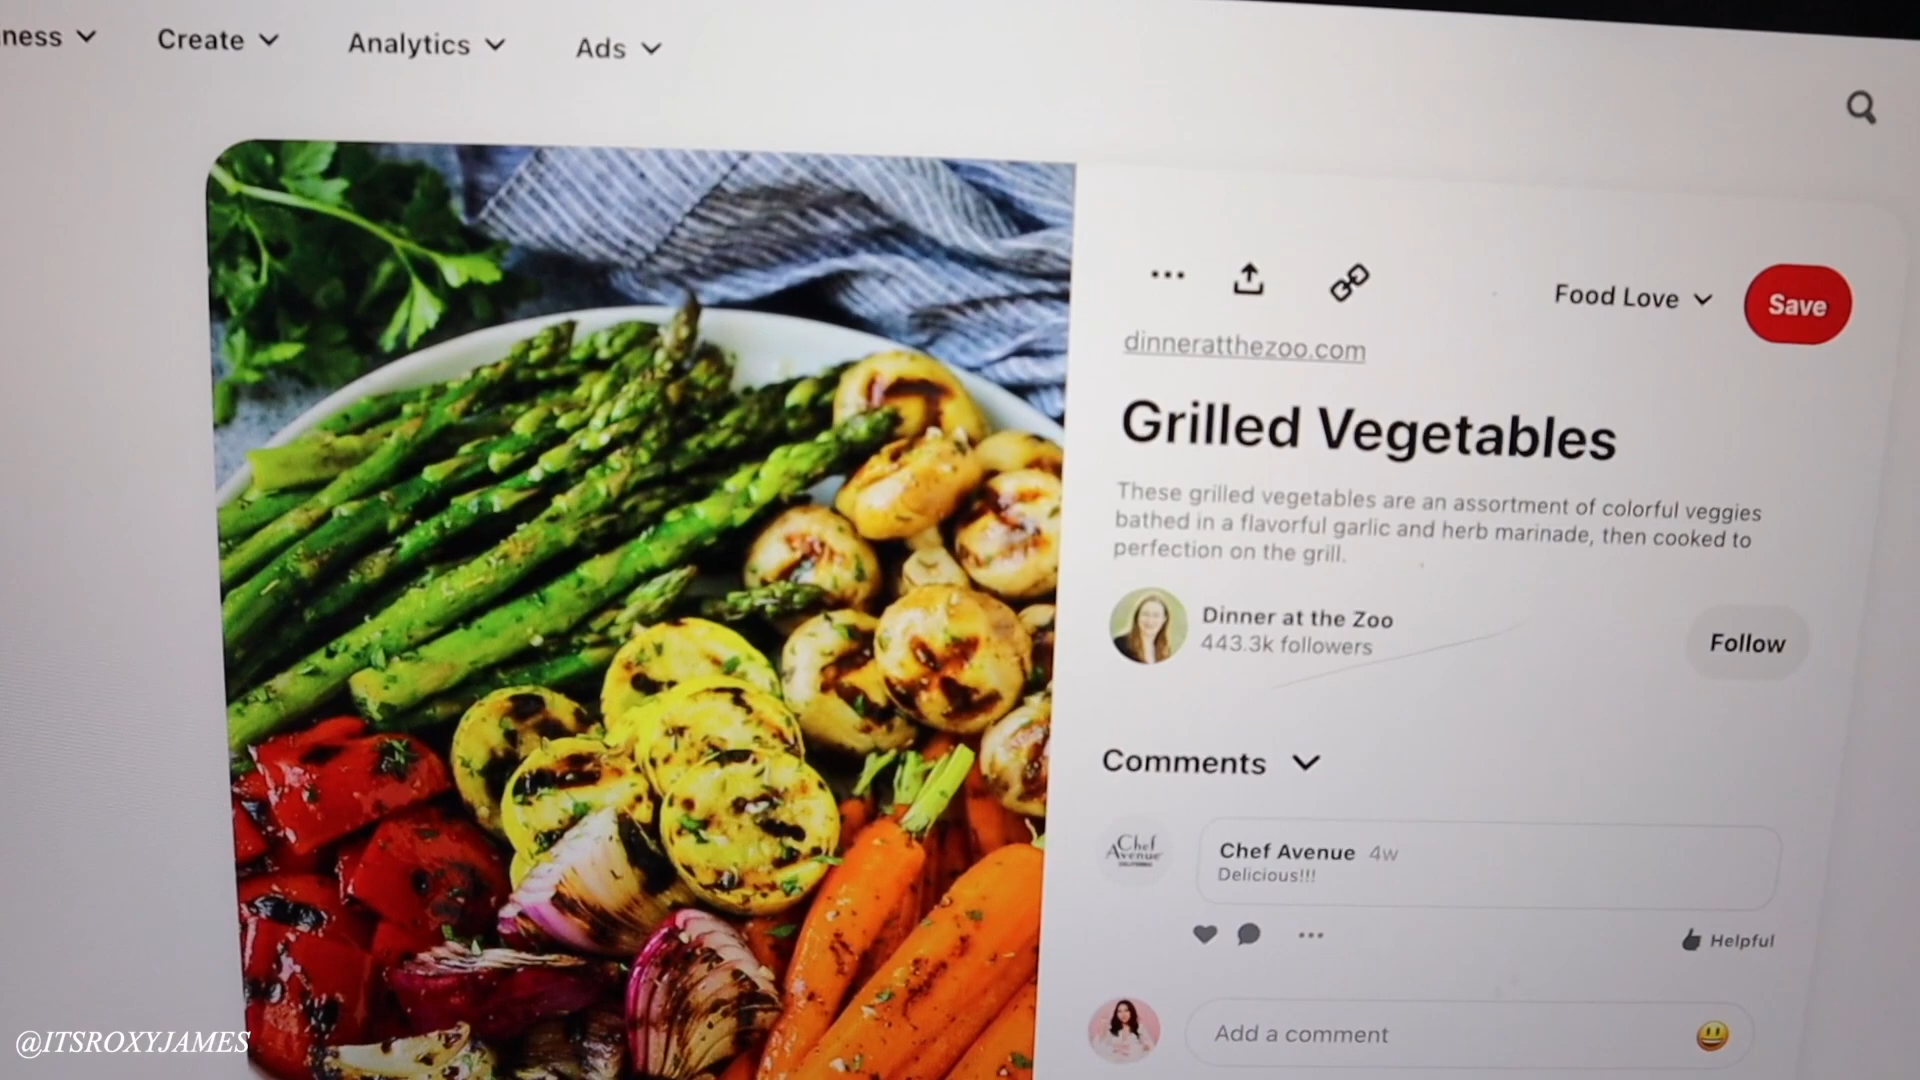 ness
Create
Analytics
Ads
Food Love
Save
dinneratthezoo.com
Grilled Vegetables
These grilled vegetables are an assortment of colorful veggies
bathed in a flavorful garlic and herb marinade, then cooked to
perfection on the grill.
Dinner at the Zoo
443.3k followers
Follow
Comments
Chef
Avenue
Chef Avenue 4w
Delicious!!!
Helpful
Add a comment
@ITSROXYJAMES